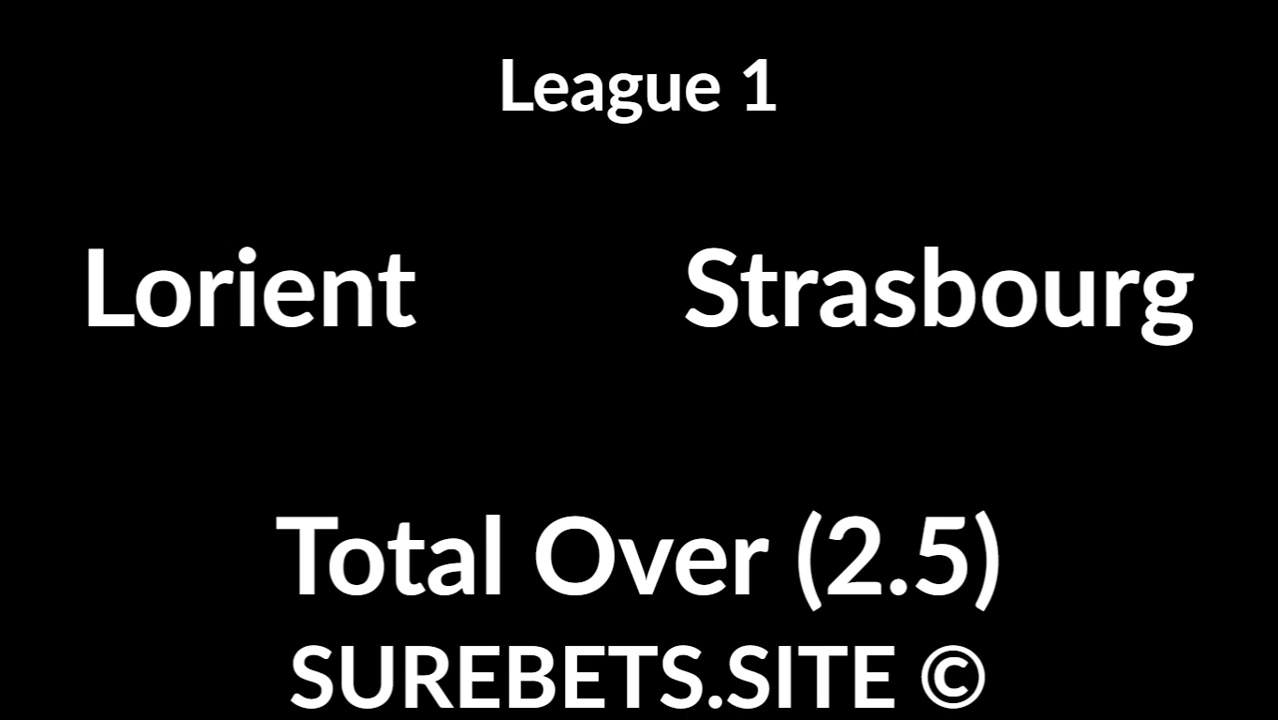 League 1
Lorient Strasbourg
Total Over (2.5)
SUREBETS.SITE ©